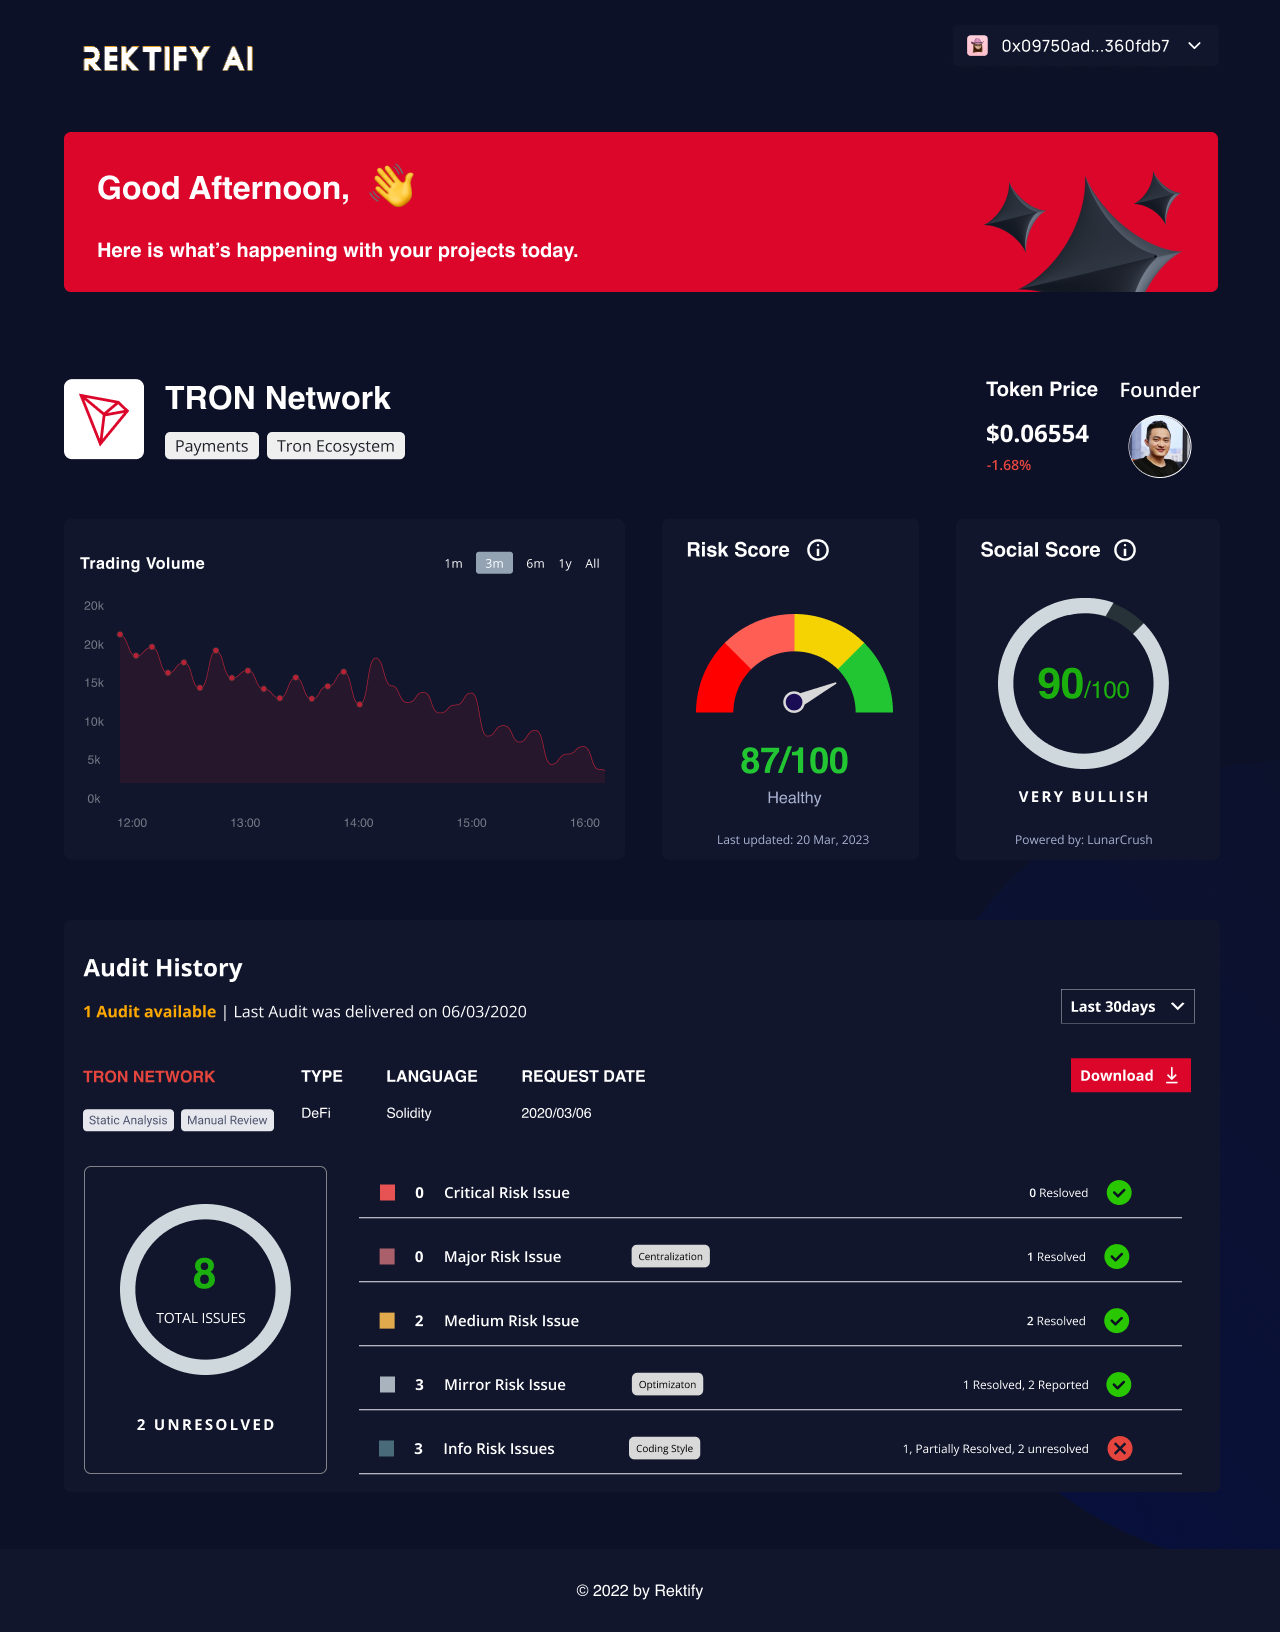 REKTIFY AI
0x09750ad...360fdb7
Good Afternoon,
Here is what's happening with your projects today.
TRON Network
Payments
Tron Ecosystem
Token Price
$0.06554
-1.68%
Founder
Trading Volume
1m
3m
6m
1y
All
20k
20k
15k
10k
5k
0k
12:00
13:00
14:00
15:00
16:00
Risk Score
87/100
Healthy
Last updated: 20 Mar, 2023
Social Score
90/100
VERY BULLISH
Powered by: LunarCrush
Audit History
1 Audit available | Last Audit was delivered on 06/03/2020
Last 30days
TRON NETWORK
TYPE
LANGUAGE
REQUEST DATE
Download
Static Analysis
Manual Review
DeFi
Solidity
2020/03/06
8
TOTAL ISSUES
2 UNRESOLVED
0 Critical Risk Issue 0 Resloved
0 Major Risk Issue Centralization 1 Resolved
2 Medium Risk Issue 2 Resolved
3 Mirror Risk Issue Optimizaton 1 Resolved, 2 Reported
3 Info Risk Issues Coding Style 1, Partially Resolved, 2 unresolved
© 2022 by Rektify